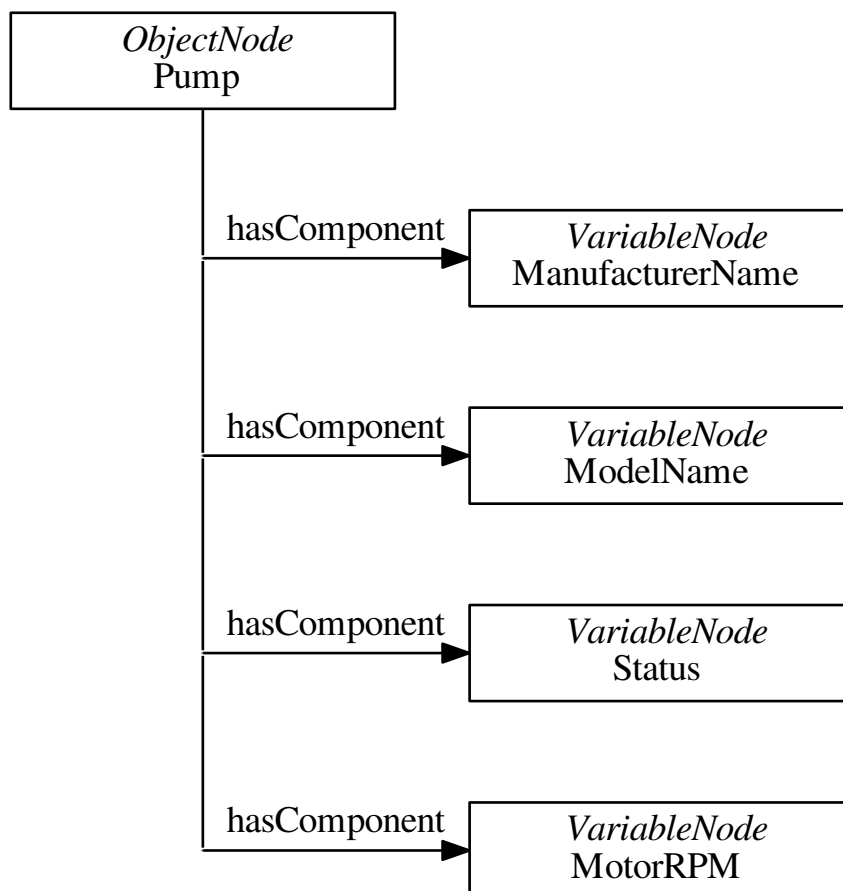 ObjectNode
Pump
hasComponent
VariableNode
ManufacturerName
hasComponent
VariableNode
ModelName
hasComponent
VariableNode
Status
hasComponent
VariableNode
MotorRPM